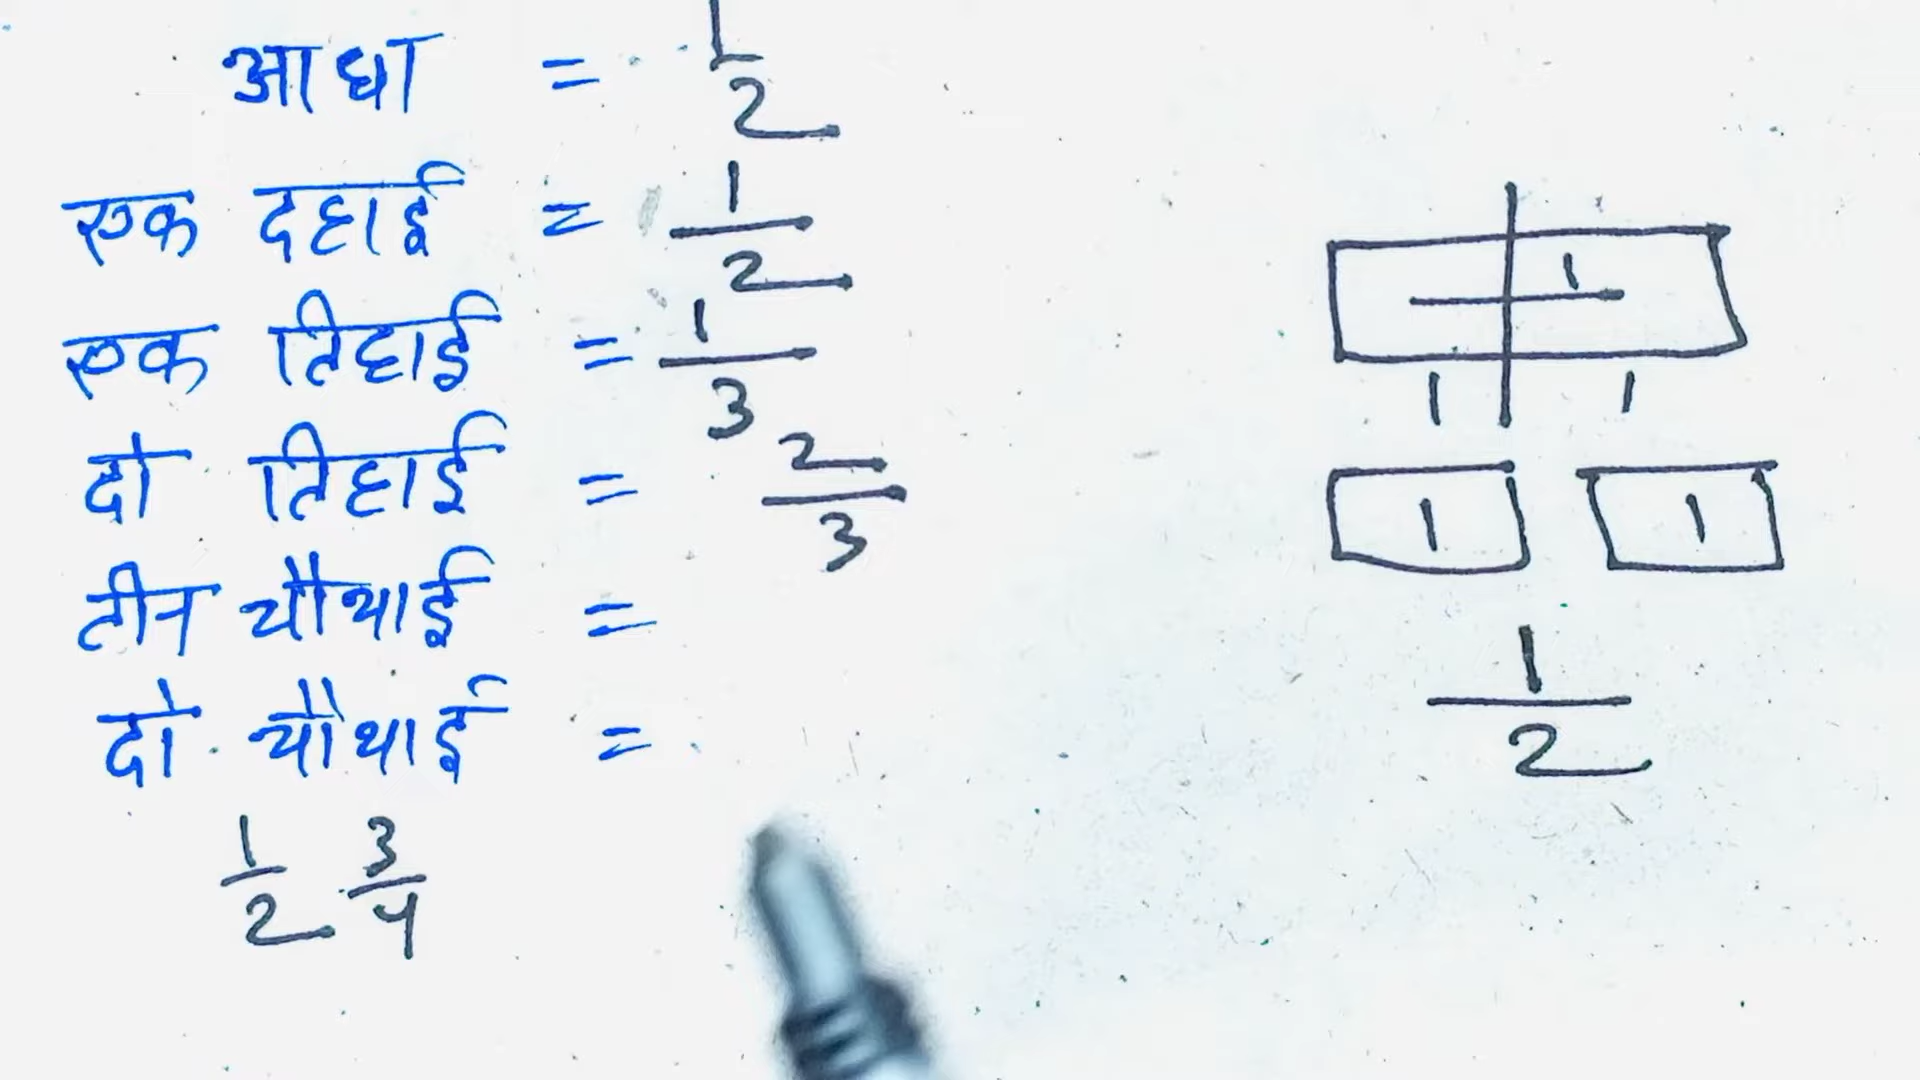 आधा = 1/2
एक दहाई = 1/2
एक तिहाई = 1/3
दो तिहाई = 2/3
तीन चौथाई =
दो चौथाई =
1/2 3/4
1
1 1
1 1
1/2